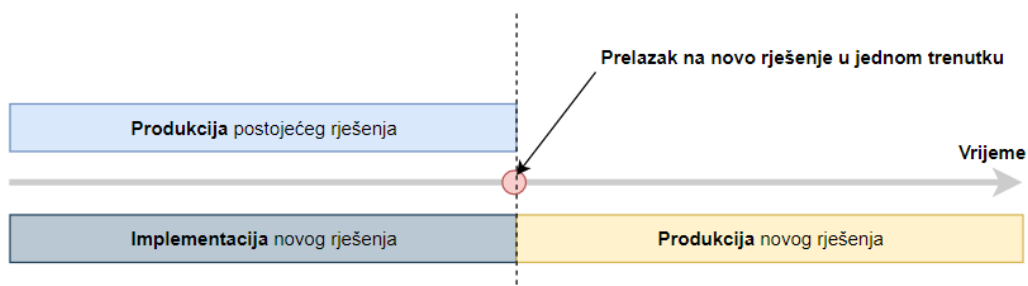 Prelazak na novo rješenje u jednom trenutku
Produkcija postojećeg rješenja
Vrijeme
Implementacija novog rješenja
Produkcija novog rješenja